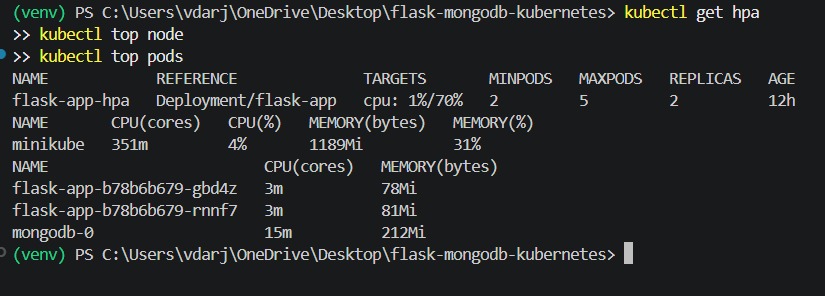 (venv) PS C:\Users\vdarj\OneDrive\Desktop\flask-mongodb-kubernetes> kubectl get hpa
>> kubectl top node
>> kubectl top pods
NAME REFERENCE TARGETS MINPODS MAXPODS REPLICAS AGE
flask-app-hpa Deployment/flask-app cpu: 1%/70% 2 5 2 12h
NAME CPU(cores) CPU(%) MEMORY(bytes) MEMORY(%)
minikube 351m 4% 1189Mi 31%
NAME CPU(cores) MEMORY(bytes)
flask-app-b78b6b679-gbd4z 3m 78Mi
flask-app-b78b6b679-rnnf7 3m 81Mi
mongodb-0 15m 212Mi
(venv) PS C:\Users\vdarj\OneDrive\Desktop\flask-mongodb-kubernetes>